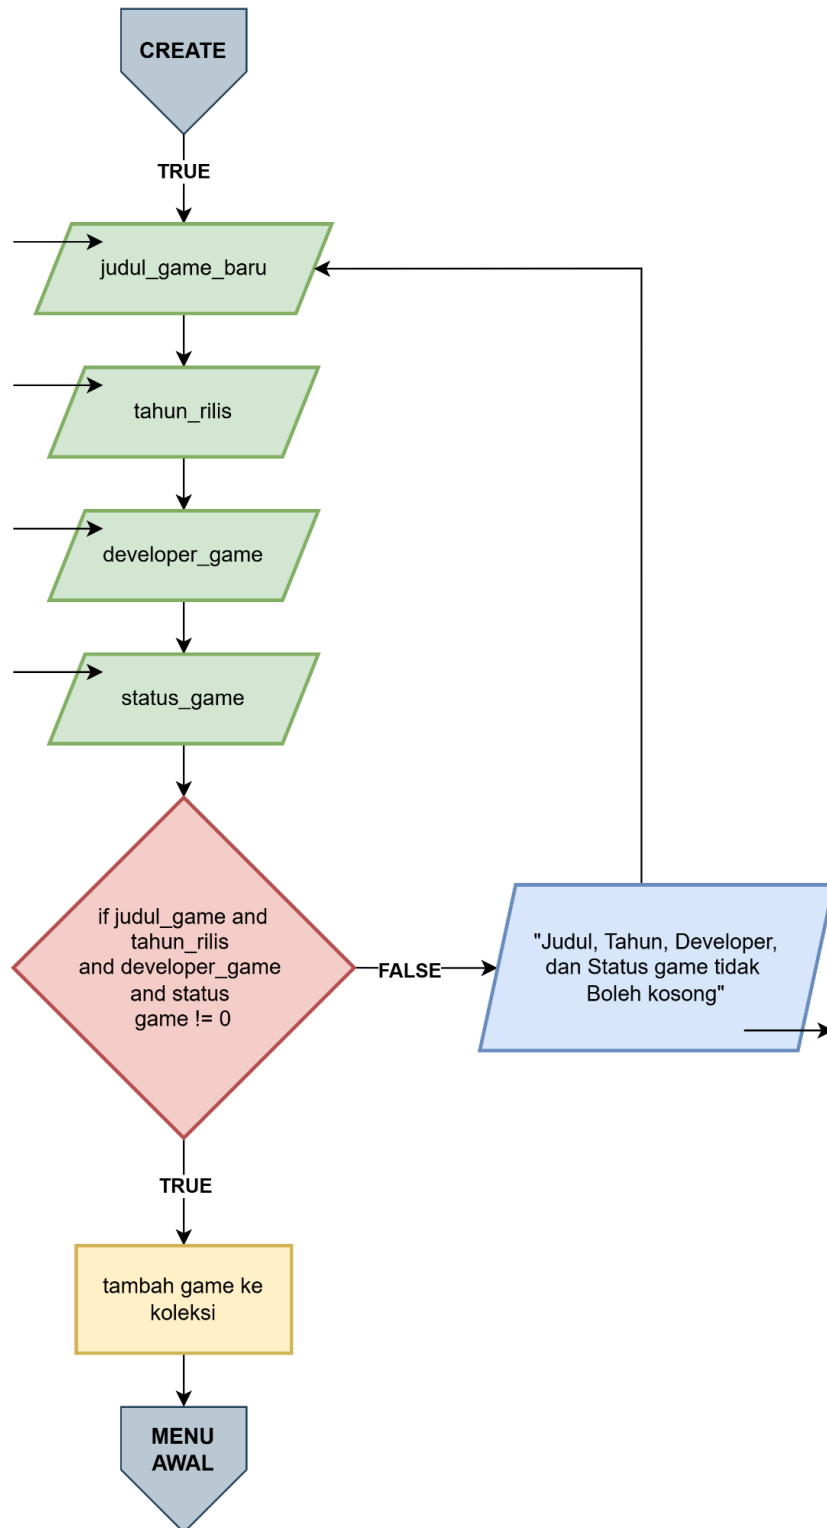 CREATE
TRUE
judul_game_baru
tahun_rilis
developer_game
status_game
if judul_game and
tahun_rilis
and developer_game
and status
game != 0
FALSE
"Judul, Tahun, Developer,
dan Status game tidak
Boleh kosong"
TRUE
tambah game ke
koleksi
MENU
AWAL